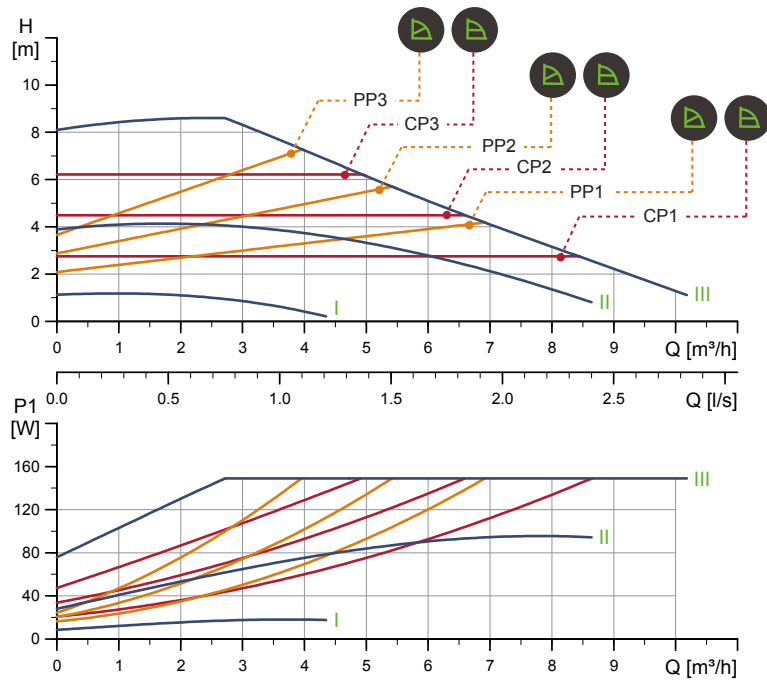 H
[m]
10
8
6
4
2
0
PP3
CP3
PP2
CP2
PP1
CP1
I
II
III
0 1 2 3 4 5 6 7 8 9 Q [m³/h]
0.0 0.5 1.0 1.5 2.0 2.5 Q [l/s]
P1
[W]
160
120
80
40
0
III
II
I
0 1 2 3 4 5 6 7 8 9 Q [m³/h]